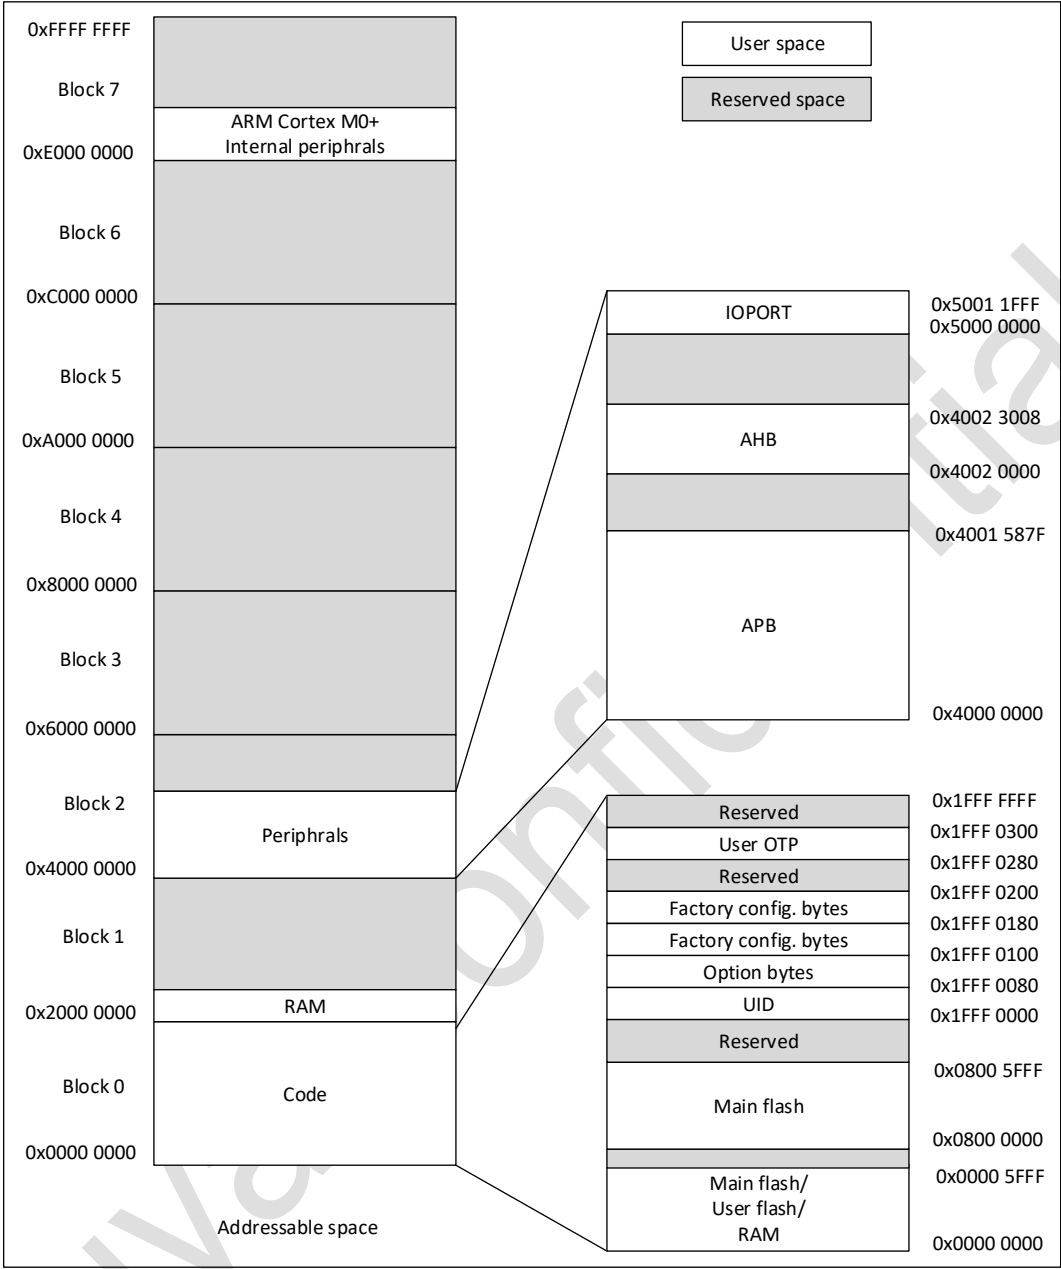 0xFFFF FFFF
Block 7
ARM Cortex M0+
Internal periphrals
0xE000 0000
Block 6
0xC000 0000
Block 5
0xA000 0000
Block 4
0x8000 0000
Block 3
0x6000 0000
Block 2
Periphrals
0x4000 0000
Block 1
RAM
0x2000 0000
Block 0
Code
0x0000 0000
Addressable space
User space
Reserved space
IOPORT
0x5001 1FFF
0x5000 0000
0x4002 3008
AHB
0x4002 0000
0x4001 587F
APB
0x4000 0000
0x1FFF FFFF
Reserved
0x1FFF 0300
User OTP
0x1FFF 0280
Reserved
0x1FFF 0200
Factory config. bytes
0x1FFF 0180
Factory config. bytes
0x1FFF 0100
Option bytes
0x1FFF 0080
UID
0x1FFF 0000
Reserved
0x0800 5FFF
Main flash
0x0800 0000
0x0000 5FFF
Main flash/
User flash/
RAM
0x0000 0000